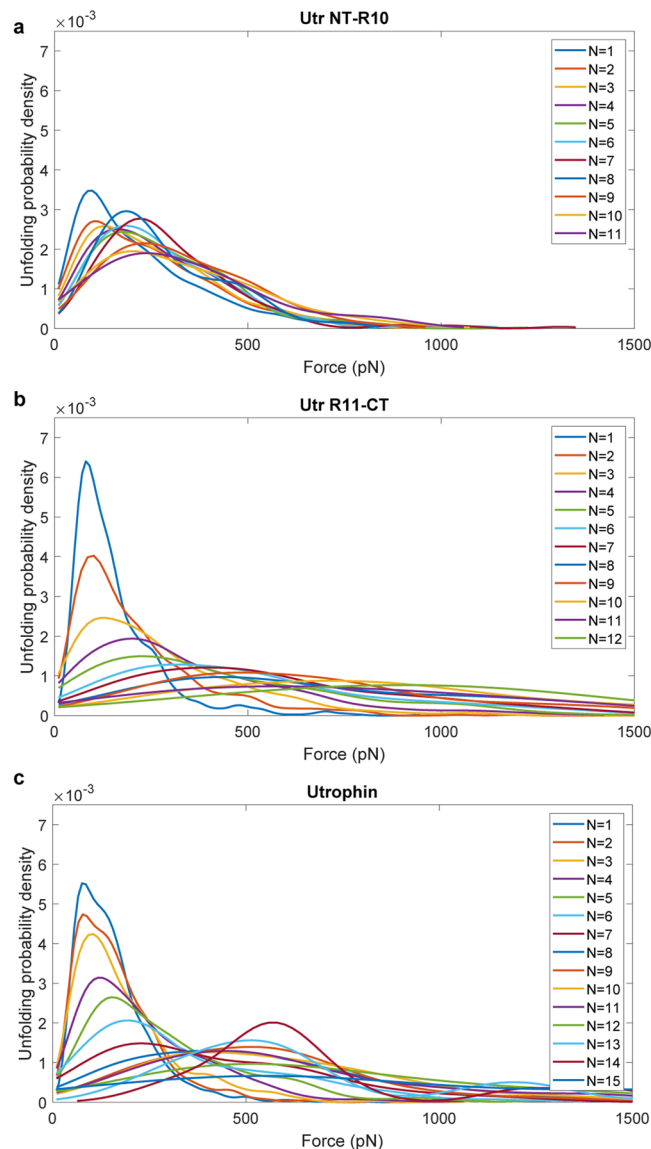 a
Utr NT-R10
×10⁻³
7
6
5
4
3
2
1
0
Unfolding probability density
0 500 1000 1500
Force (pN)
N=1
N=2
N=3
N=4
N=5
N=6
N=7
N=8
N=9
N=10
N=11
b
Utr R11-CT
×10⁻³
7
6
5
4
3
2
1
0
Unfolding probability density
0 500 1000 1500
Force (pN)
N=1
N=2
N=3
N=4
N=5
N=6
N=7
N=8
N=9
N=10
N=11
N=12
c
Utrophin
×10⁻³
7
6
5
4
3
2
1
0
Unfolding probability density
0 500 1000 1500
Force (pN)
N=1
N=2
N=3
N=4
N=5
N=6
N=7
N=8
N=9
N=10
N=11
N=12
N=13
N=14
N=15